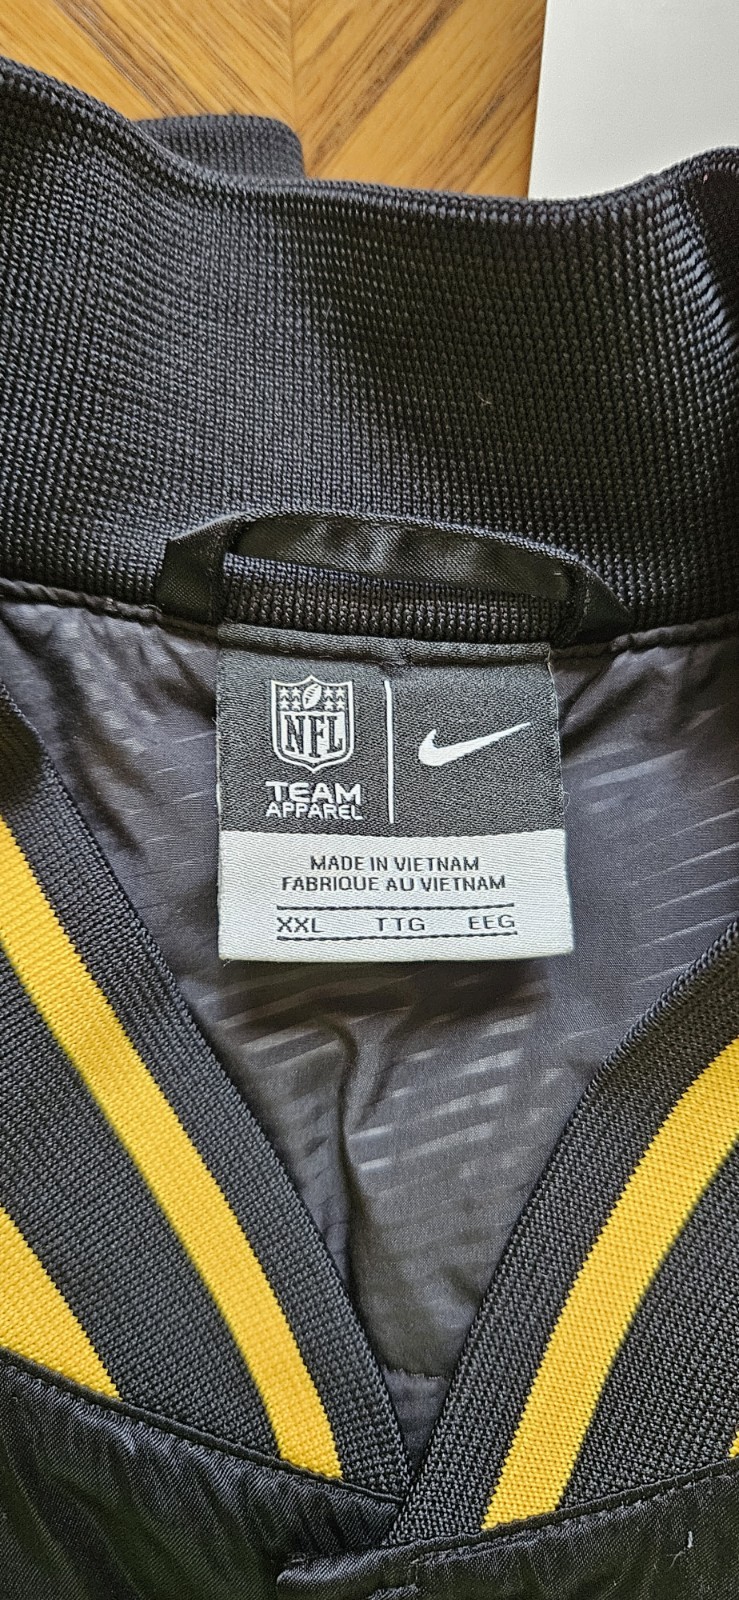 NFL
TEAM
APPAREL
MADE IN VIETNAM
FABRIQUE AU VIETNAM
XXL TTG EEG